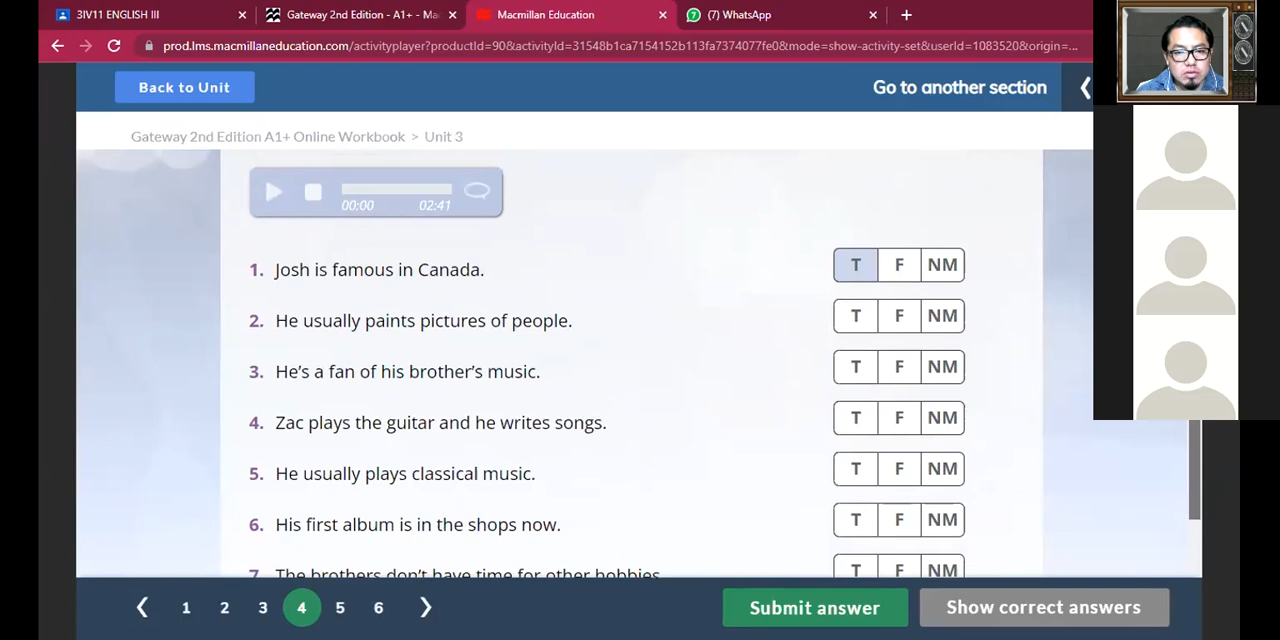 3IV11 ENGLISH III
Gateway 2nd Edition - A1+ - Ma
Macmillan Education
7
(7) WhatsApp
prod.lms.macmillaneducation.com/activityplayer?productId=90&activityId=31548b1ca7154152b113fa7374077fe0&mode=show-activity-set&userId=1083520&origin=...
Back to Unit
Go to another section
Gateway 2nd Edition A1+ Online Workbook > Unit 3
00:00 02:41
1. Josh is famous in Canada. T F NM
2. He usually paints pictures of people. T F NM
3. He's a fan of his brother's music. T F NM
4. Zac plays the guitar and he writes songs. T F NM
5. He usually plays classical music. T F NM
6. His first album is in the shops now. T F NM
7. The brothers don't have time for other hobbies T F NM
1 2 3 4 5 6
Submit answer
Show correct answers